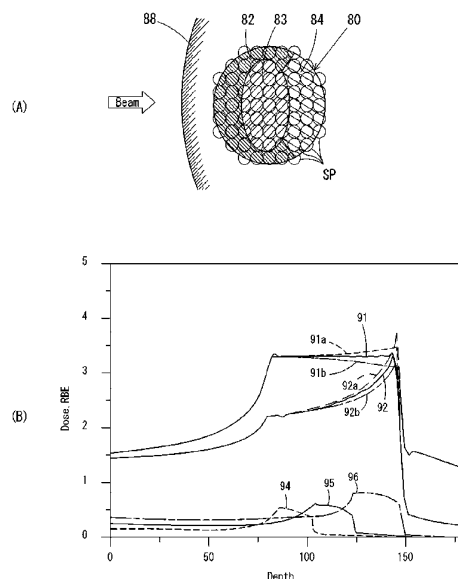 88 82 83 84 80
(A)
Beam
SP
5
4
91a 91
3
91b
92a
Dose, RBE
(B)
92
2
92b
1
94 95 96
0
0 50 100 150
Depth